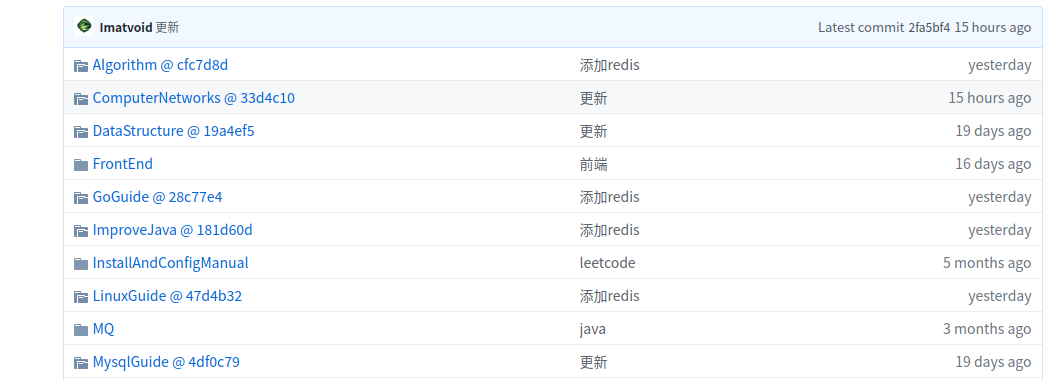 Imatvoid 更新 Latest commit 2fa5bf4 15 hours ago
Algorithm @ cfc7d8d 添加redis yesterday
ComputerNetworks @ 33d4c10 更新 15 hours ago
DataStructure @ 19a4ef5 更新 19 days ago
FrontEnd 前端 16 days ago
GoGuide @ 28c77e4 添加redis yesterday
ImproveJava @ 181d60d 添加redis yesterday
InstallAndConfigManual leetcode 5 months ago
LinuxGuide @ 47d4b32 添加redis yesterday
MQ java 3 months ago
MysqlGuide @ 4df0c79 更新 19 days ago